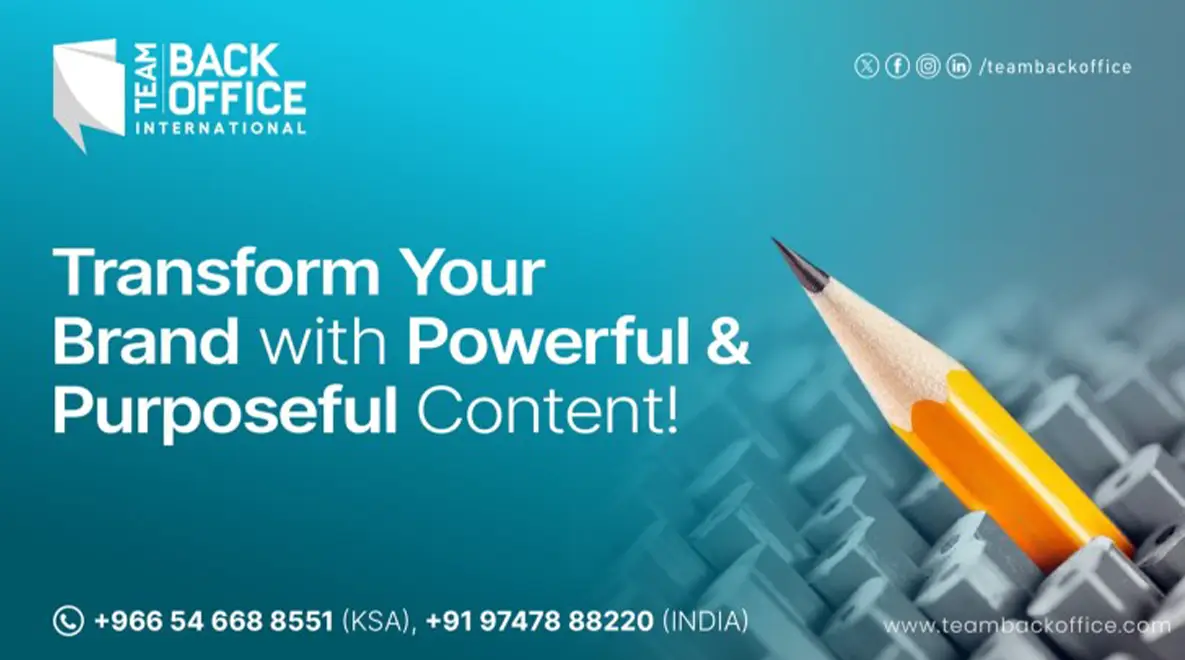 TEAM BACK OFFICE
INTERNATIONAL
/teambackoffice
Transform Your
Brand with Powerful &
Purposeful Content!
+966 54 668 8551 (KSA), +91 97478 88220 (INDIA)
www.teambackoffice.com